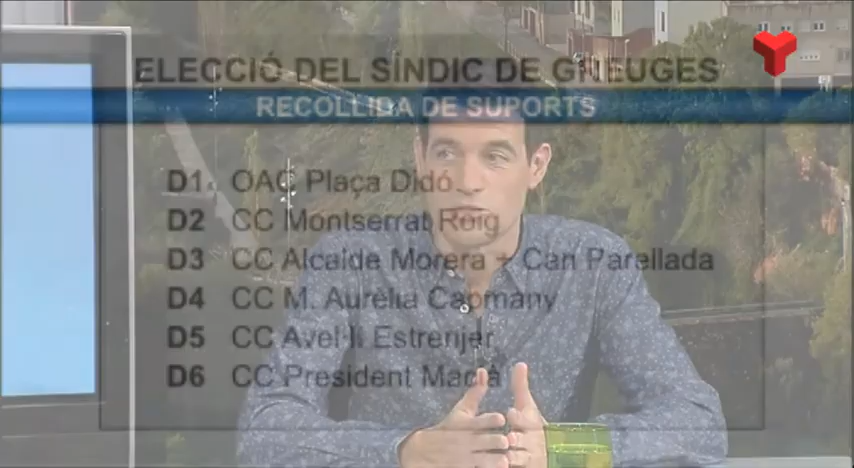 ELECCIÓ DEL SÍNDIC DE GREUGES
RECOLLIDA DE SUPORTS
D1 OAC Plaça Didó
D2 CC Montserrat Roig
D3 CC Alcalde Morera + Can Parellada
D4 CC M. Aurèlia Capmany
D5 CC Avel·lí Estrenjer
D6 CC President Macià